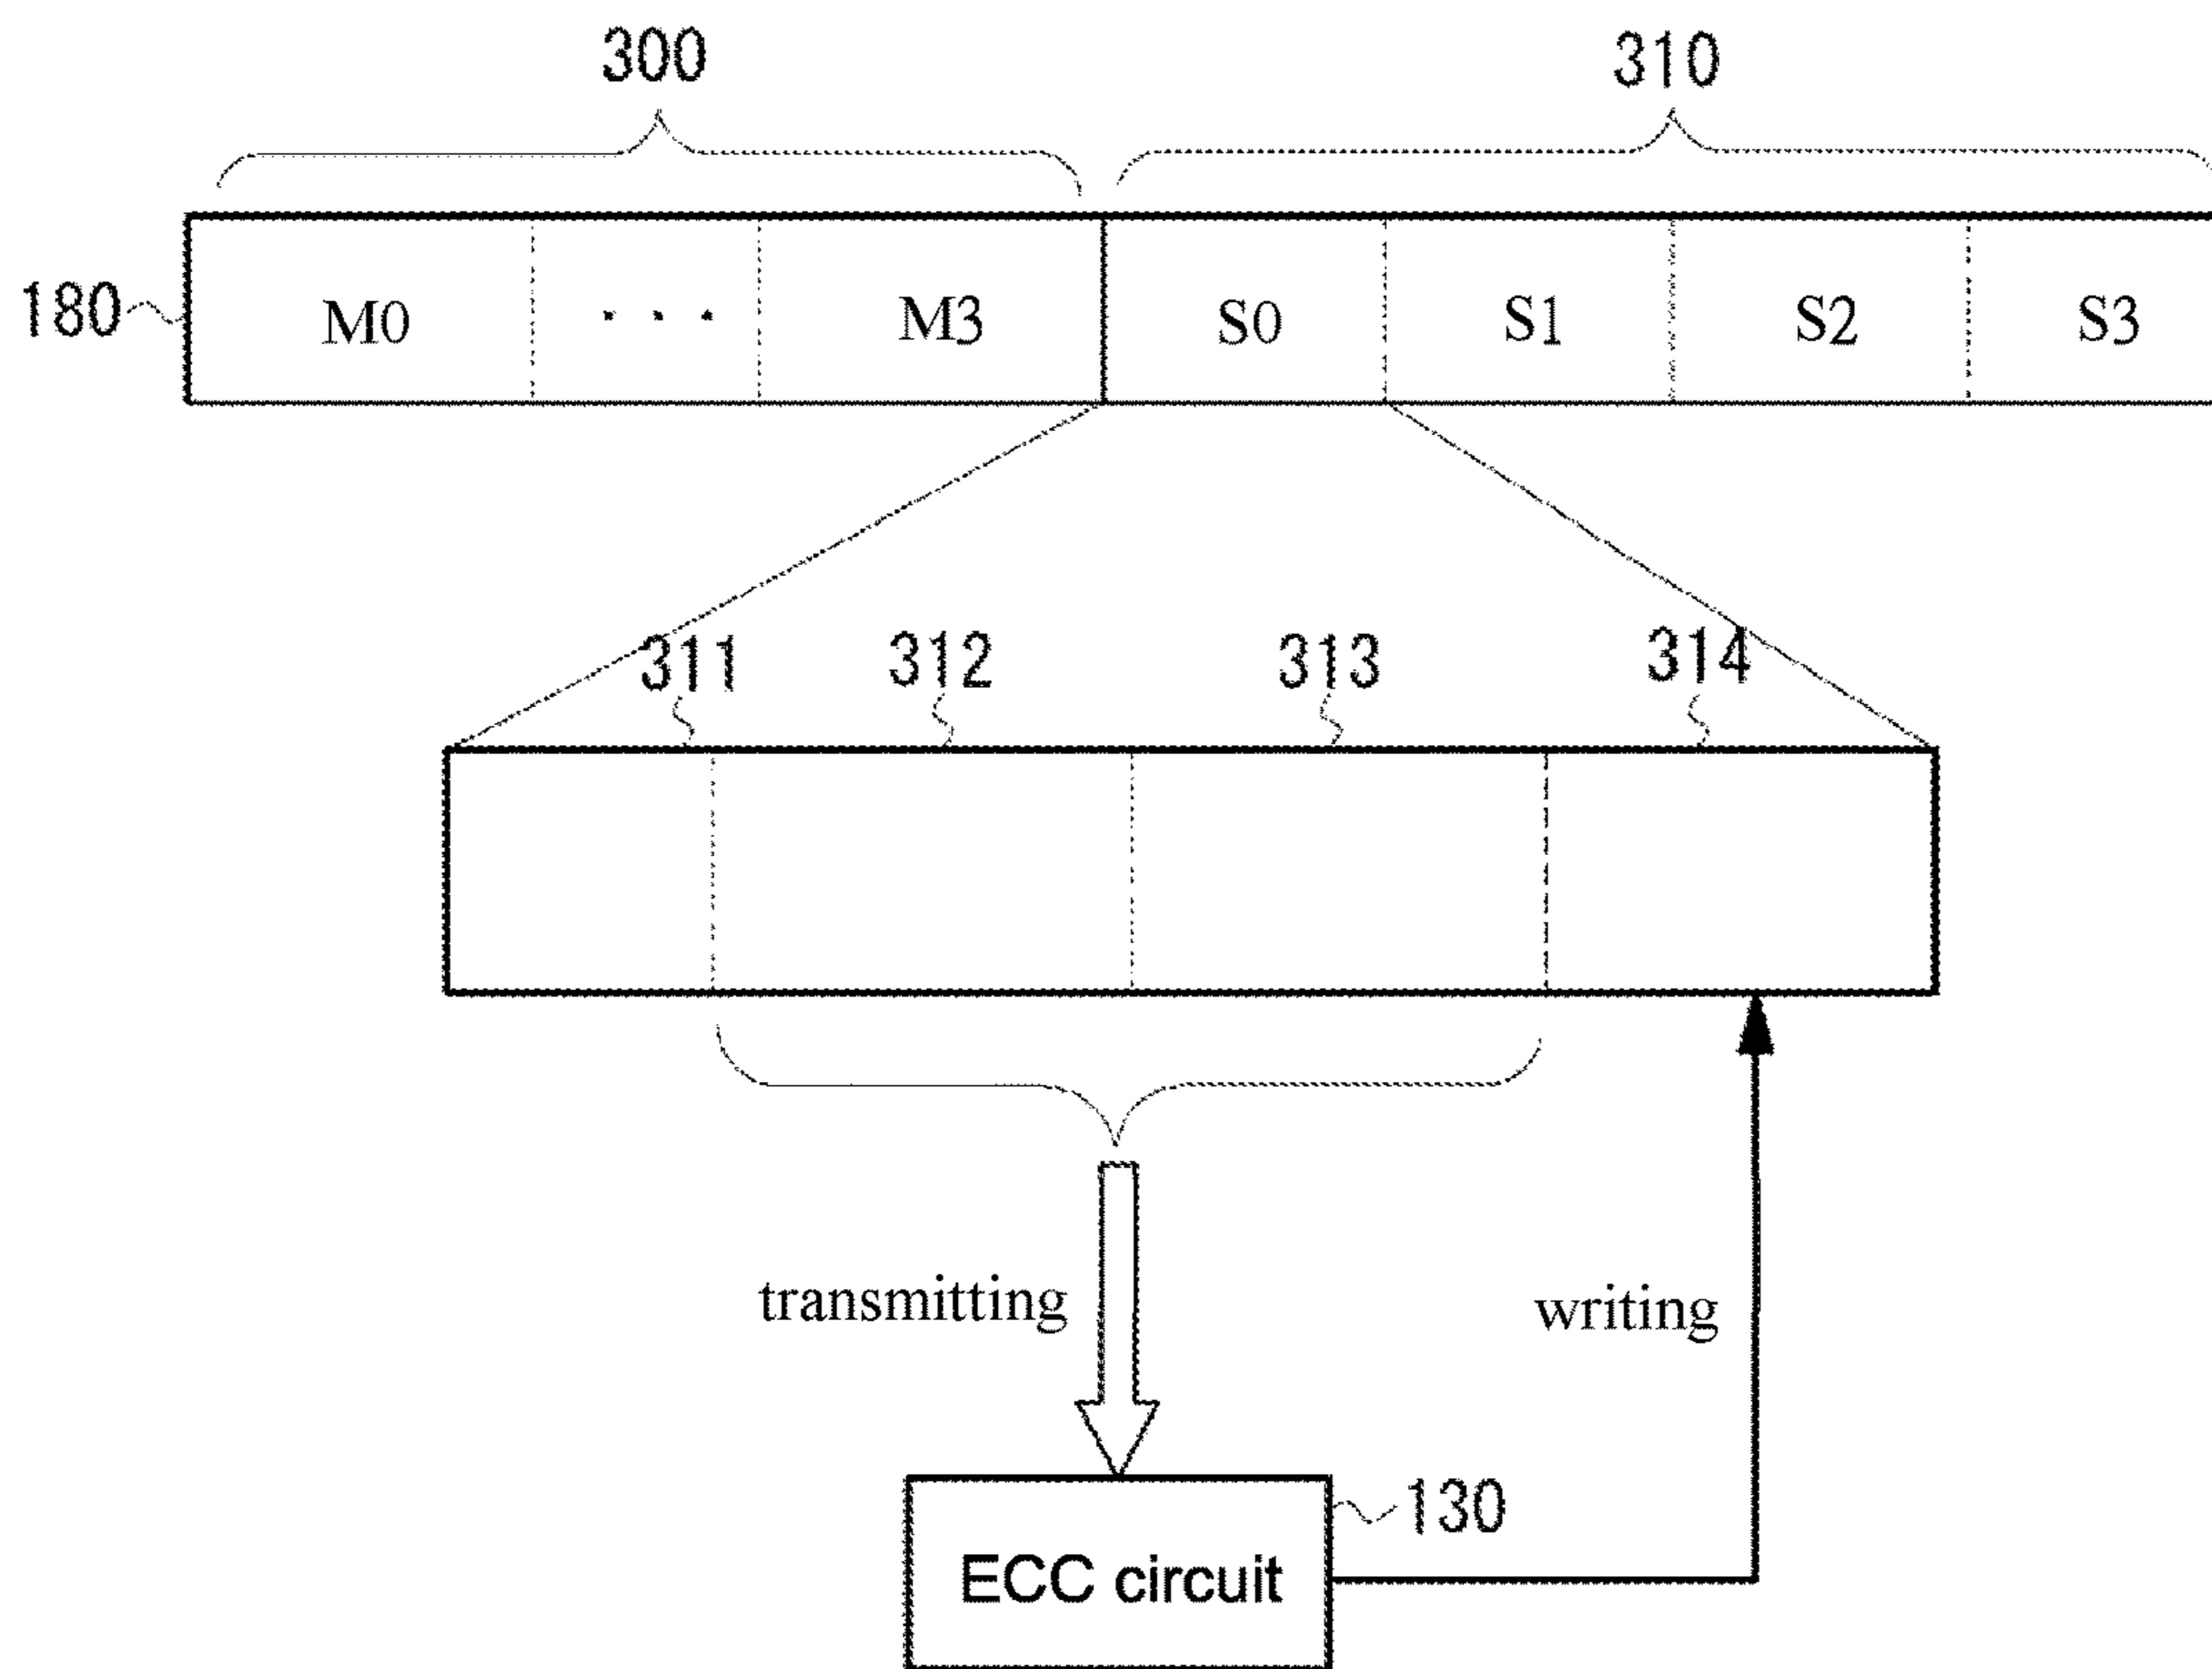 300 310
180 M0 ... M3 S0 S1 S2 S3
311 312 313 314
transmitting writing
130
ECC circuit